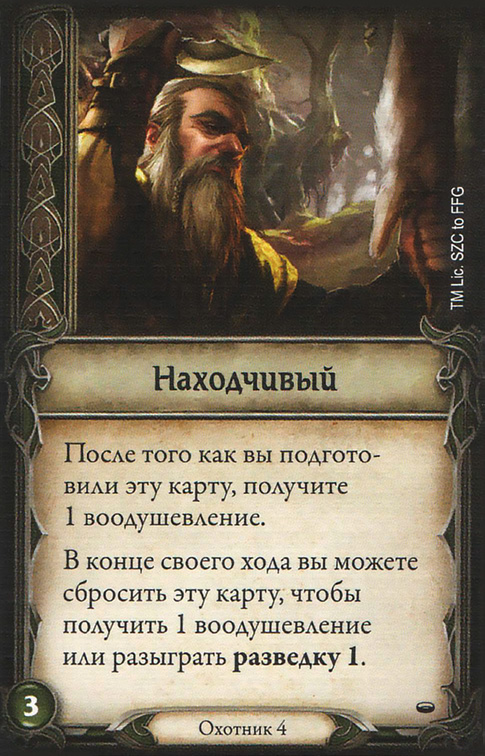 TM Lic. SZC to FFG
Находчивый
После того как вы подгото-
вили эту карту, получите
1 воодушевление.
В конце своего хода вы можете
сбросить эту карту, чтобы
получить 1 воодушевление
или разыграть разведку 1.
3
Охотник 4